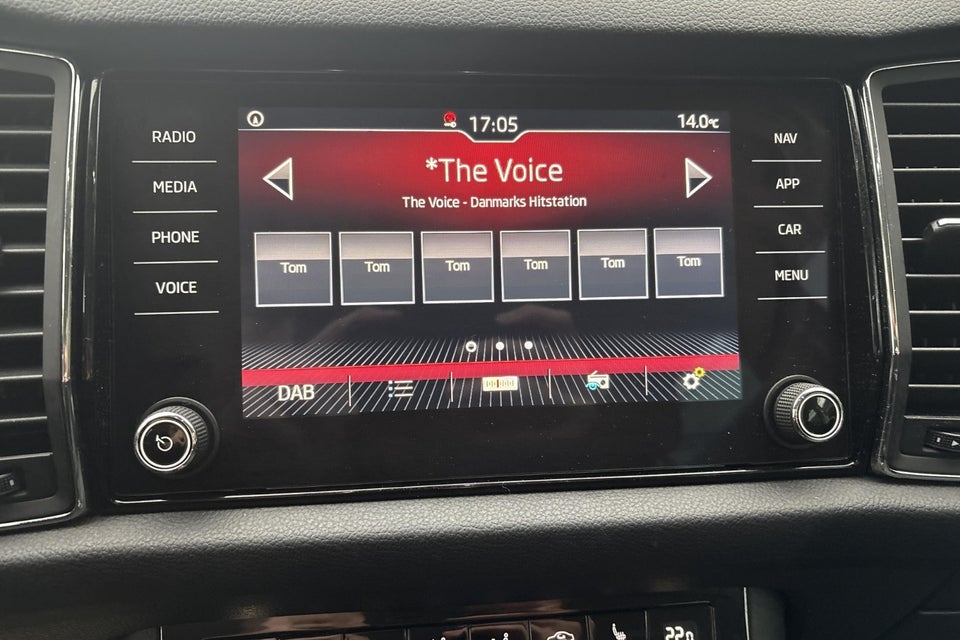 RADIO
MEDIA
PHONE
VOICE
17:05
14.0°C
*The Voice
The Voice - Danmarks Hitstation
Tom Tom Tom Tom Tom Tom
DAB
NAV
APP
CAR
MENU